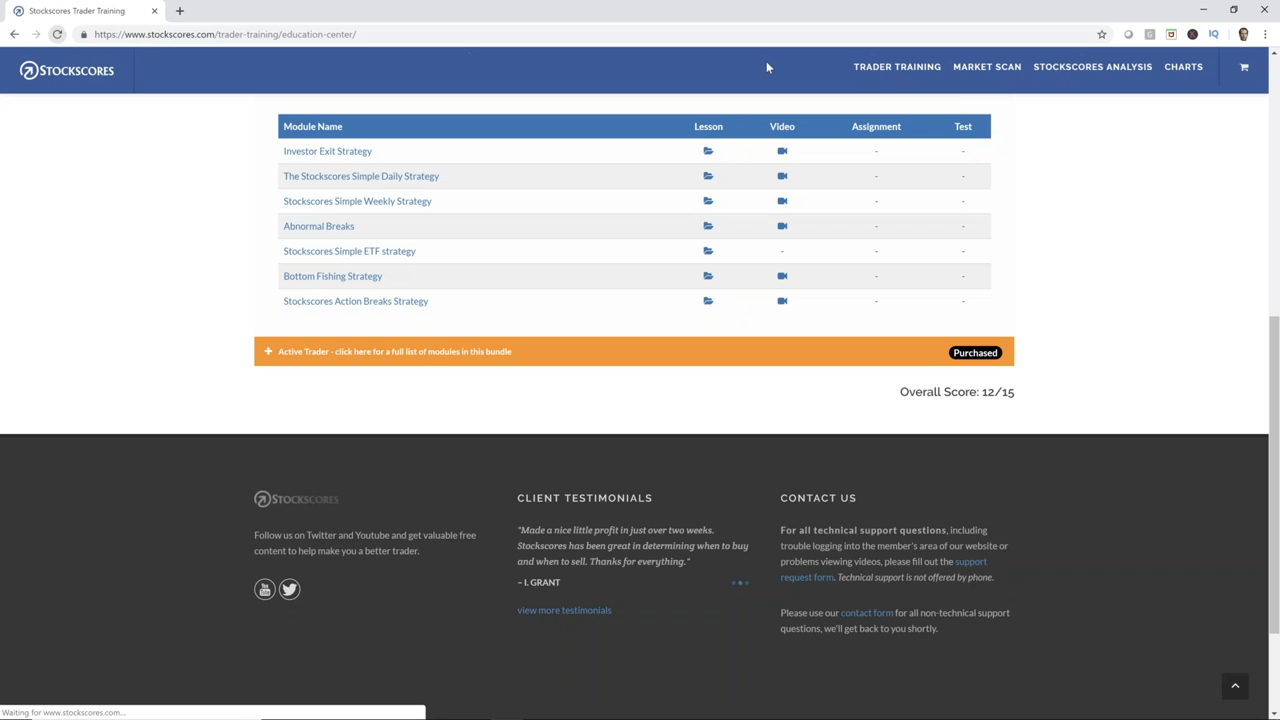 Stockscores Trader Training
https://www.stockscores.com/trader-training/education-center/
STOCKSCORES
TRADER TRAINING MARKET SCAN STOCKSCORES ANALYSIS CHARTS
Module Name Lesson Video Assignment Test
Investor Exit Strategy - -
The Stockscores Simple Daily Strategy - -
Stockscores Simple Weekly Strategy - -
Abnormal Breaks - -
Stockscores Simple ETF strategy - - -
Bottom Fishing Strategy - -
Stockscores Action Breaks Strategy - -
+ Active Trader - click here for a full list of modules in this bundle Purchased
Overall Score: 12/15
STOCKSCORES
Follow us on Twitter and Youtube and get valuable free
content to help make you a better trader.
You Tube
CLIENT TESTIMONIALS
"Made a nice little profit in just over two weeks.
Stockscores has been great in determining when to buy
and when to sell. Thanks for everything."
– I. GRANT
view more testimonials
CONTACT US
For all technical support questions, including
trouble logging into the member's area of our website or
problems viewing videos, please fill out the support
request form. Technical support is not offered by phone.
Please use our contact form for all non-technical support
questions, we'll get back to you shortly.
Waiting for www.stockscores.com...